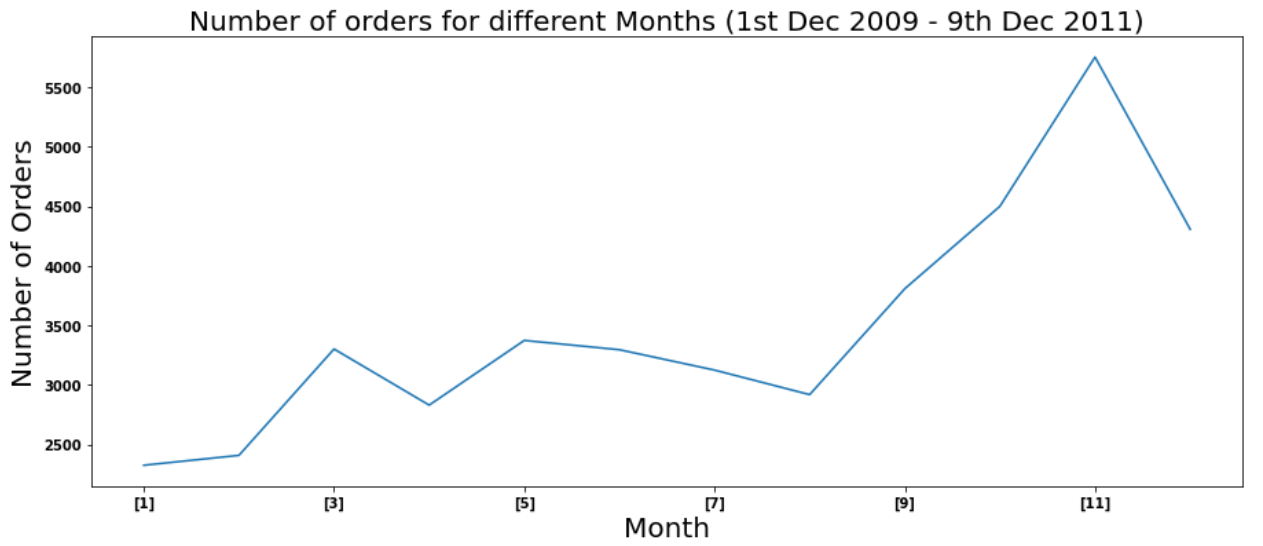 Number of orders for different Months (1st Dec 2009 - 9th Dec 2011)
Number of Orders
5500
5000
4500
4000
3500
3000
2500
[1] [3] [5] [7] [9] [11]
Month